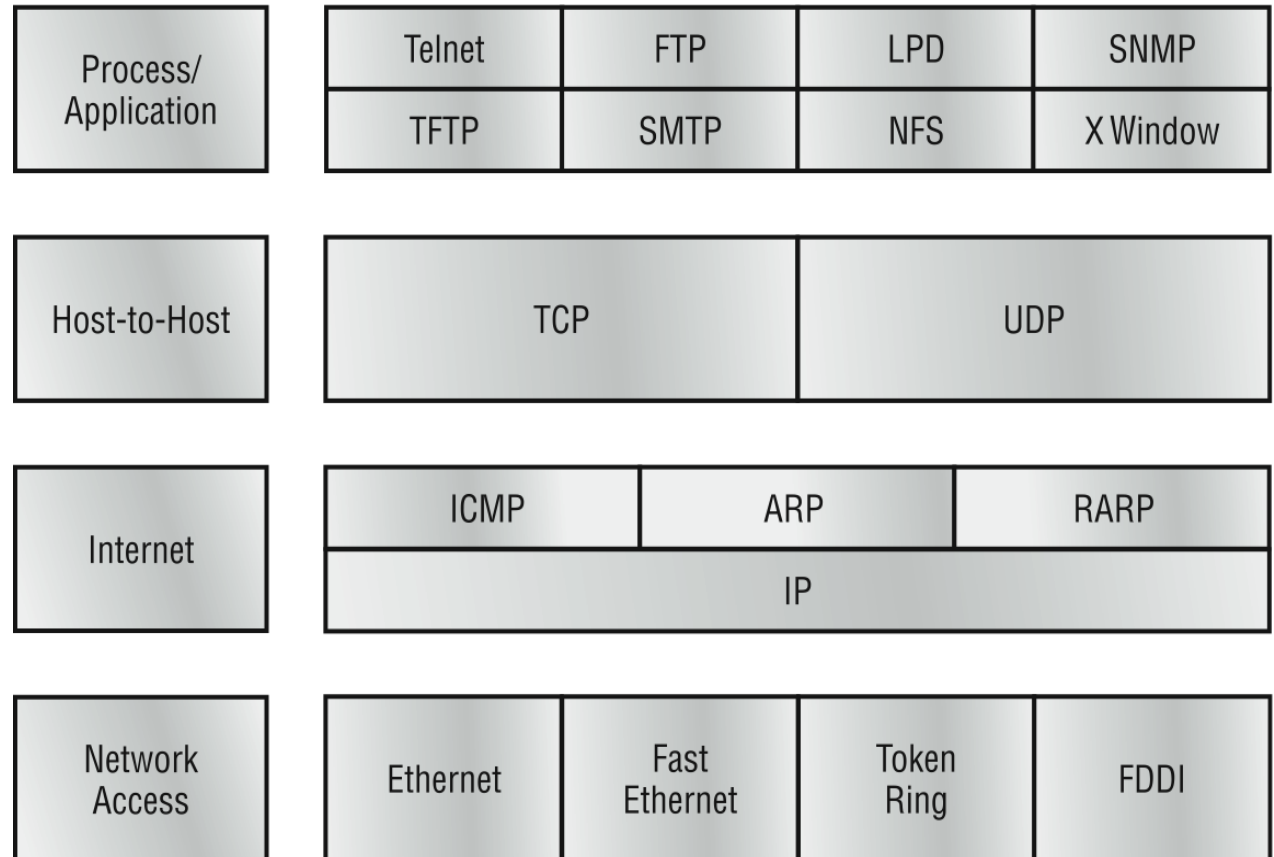 Process/
Application
Telnet FTP LPD SNMP
TFTP SMTP NFS X Window
Host-to-Host
TCP UDP
Internet
ICMP ARP RARP
IP
Network
Access
Ethernet
Fast
Ethernet
Token
Ring
FDDI